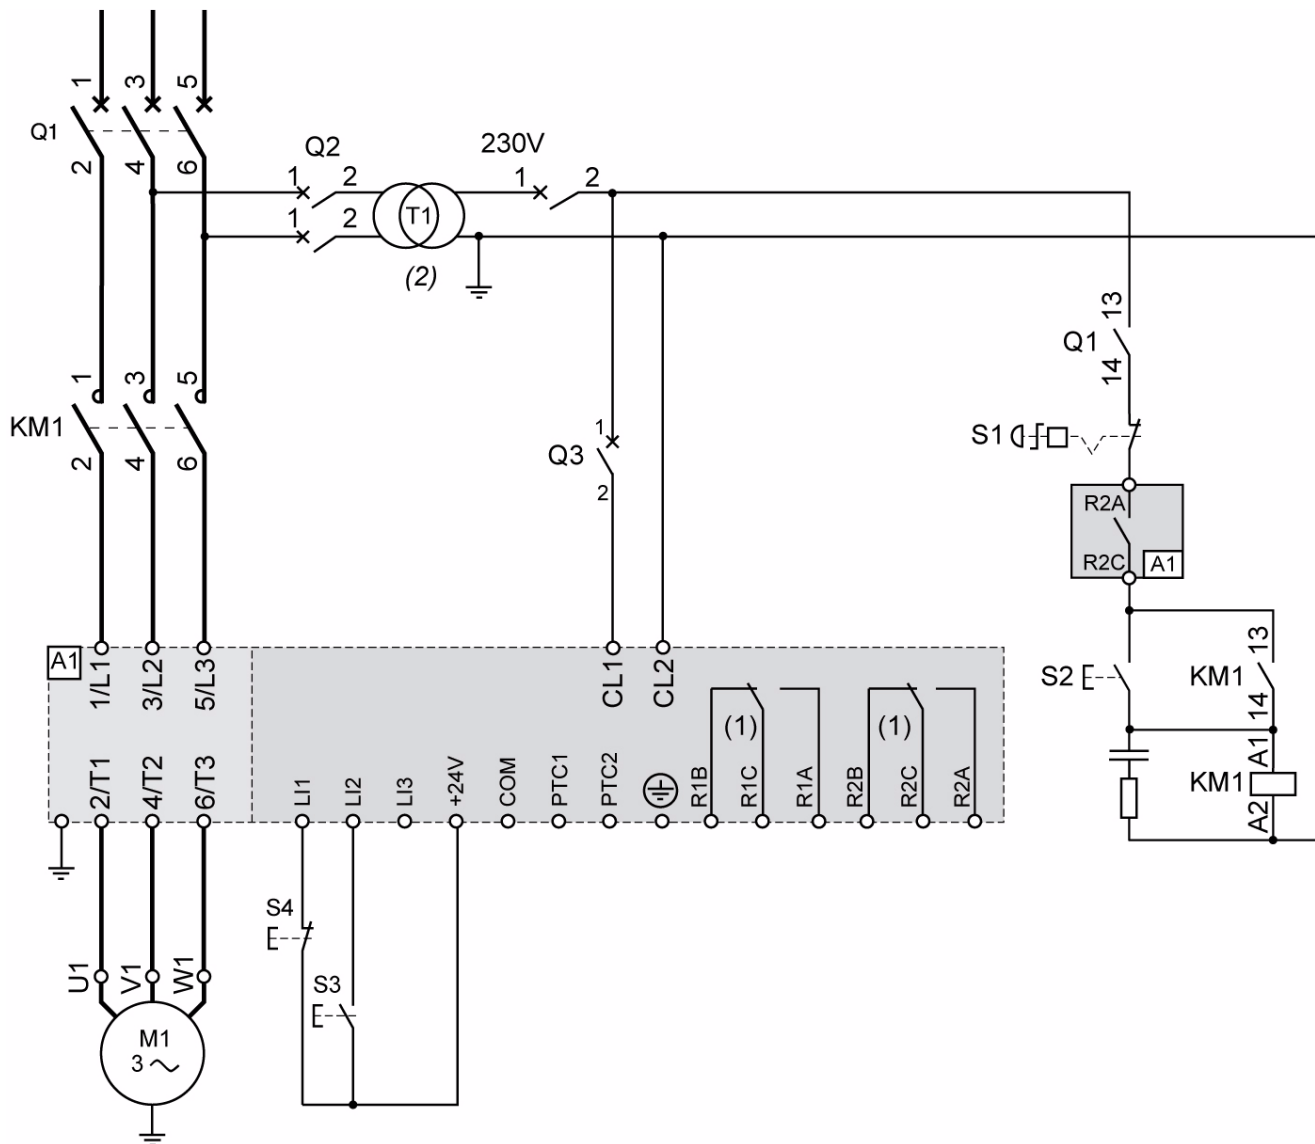 1
3
5
Q1
2
4
6
Q2
230V
1
2
1
2
1
2
T1
(2)
13
Q1
14
1
3
5
KM1
2
4
6
1
Q3
2
S1
R2A
R2C
A1
A1
1/L1
3/L2
5/L3
CL1
CL2
13
S2
KM1
14
(1)
(1)
2/T1
4/T2
6/T3
LI1
LI2
LI3
+24V
COM
PTC1
PTC2
R1B
R1C
R1A
R2B
R2C
R2A
A1
KM1
A2
S4
U1
V1
W1
S3
M1
3